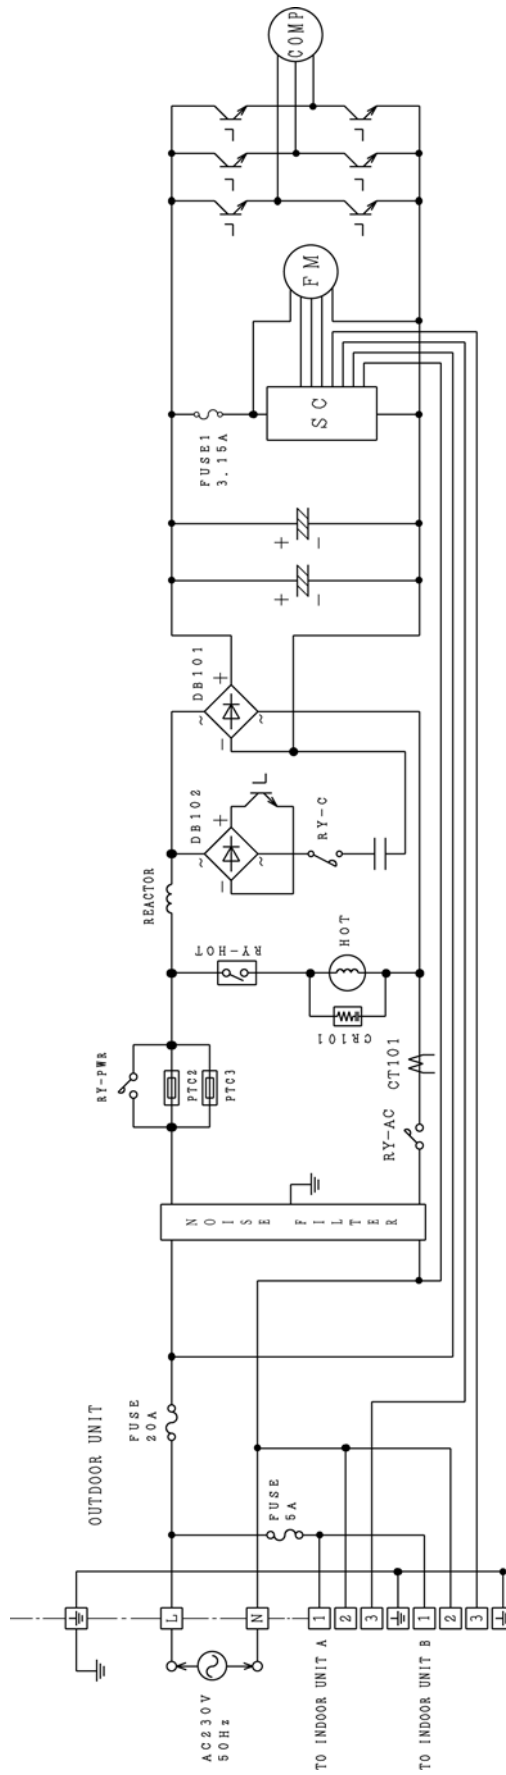 COMP
FM
SC
FUSE1
3.15A
+
−
+
−
DB101
+
−
~
~
DB102
+
−
~
~
RY-C
REACTOR
RY-HOT
HOT
CR101
RY-PWR
PTC2
PTC3
CT101
RY-AC
NOISE FILTER
OUTDOOR UNIT
FUSE
20A
FUSE
5A
L
N
1
2
3
1
2
3
AC230V
50Hz
TO INDOOR UNIT A
TO INDOOR UNIT B